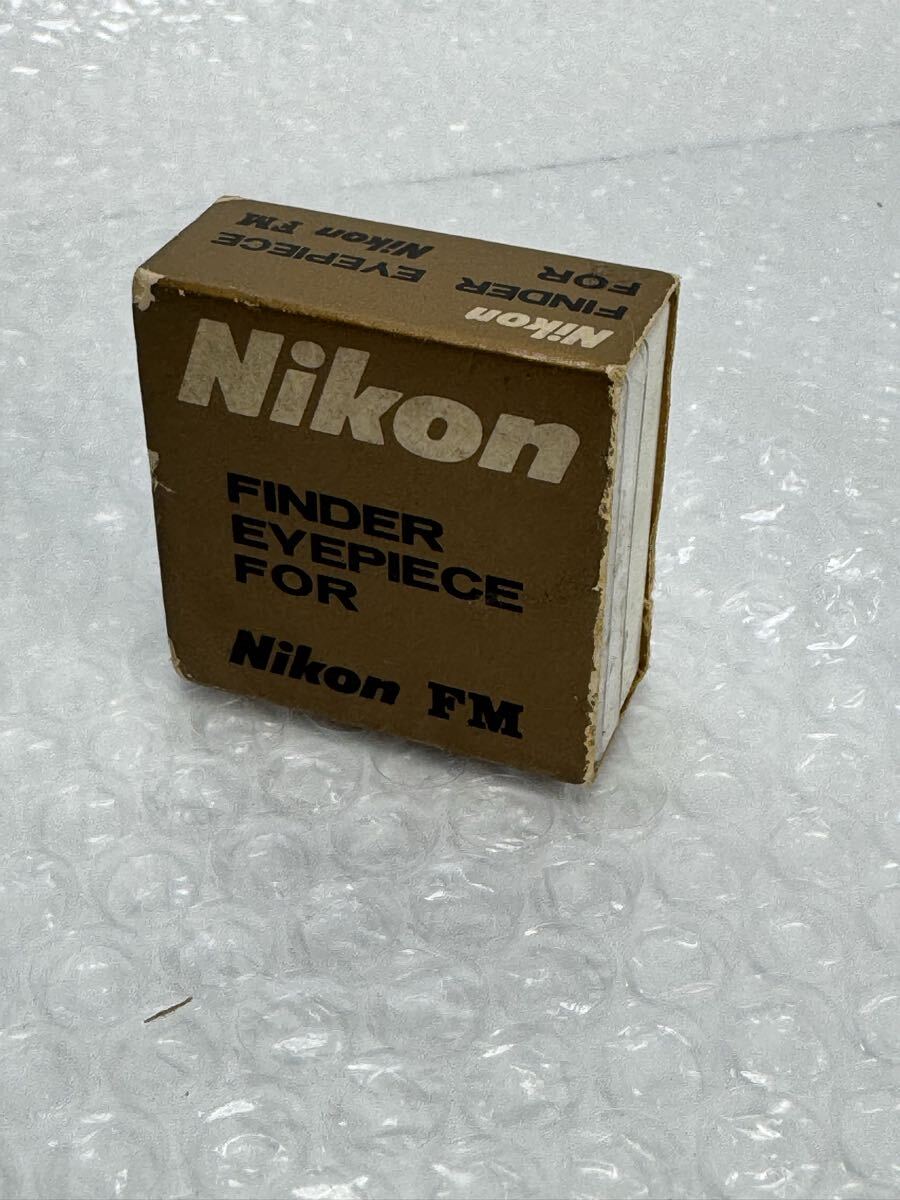 Nikon
FINDER EYEPIECE
FOR
Nikon FM
Nikon
FINDER
EYEPIECE
FOR
Nikon FM